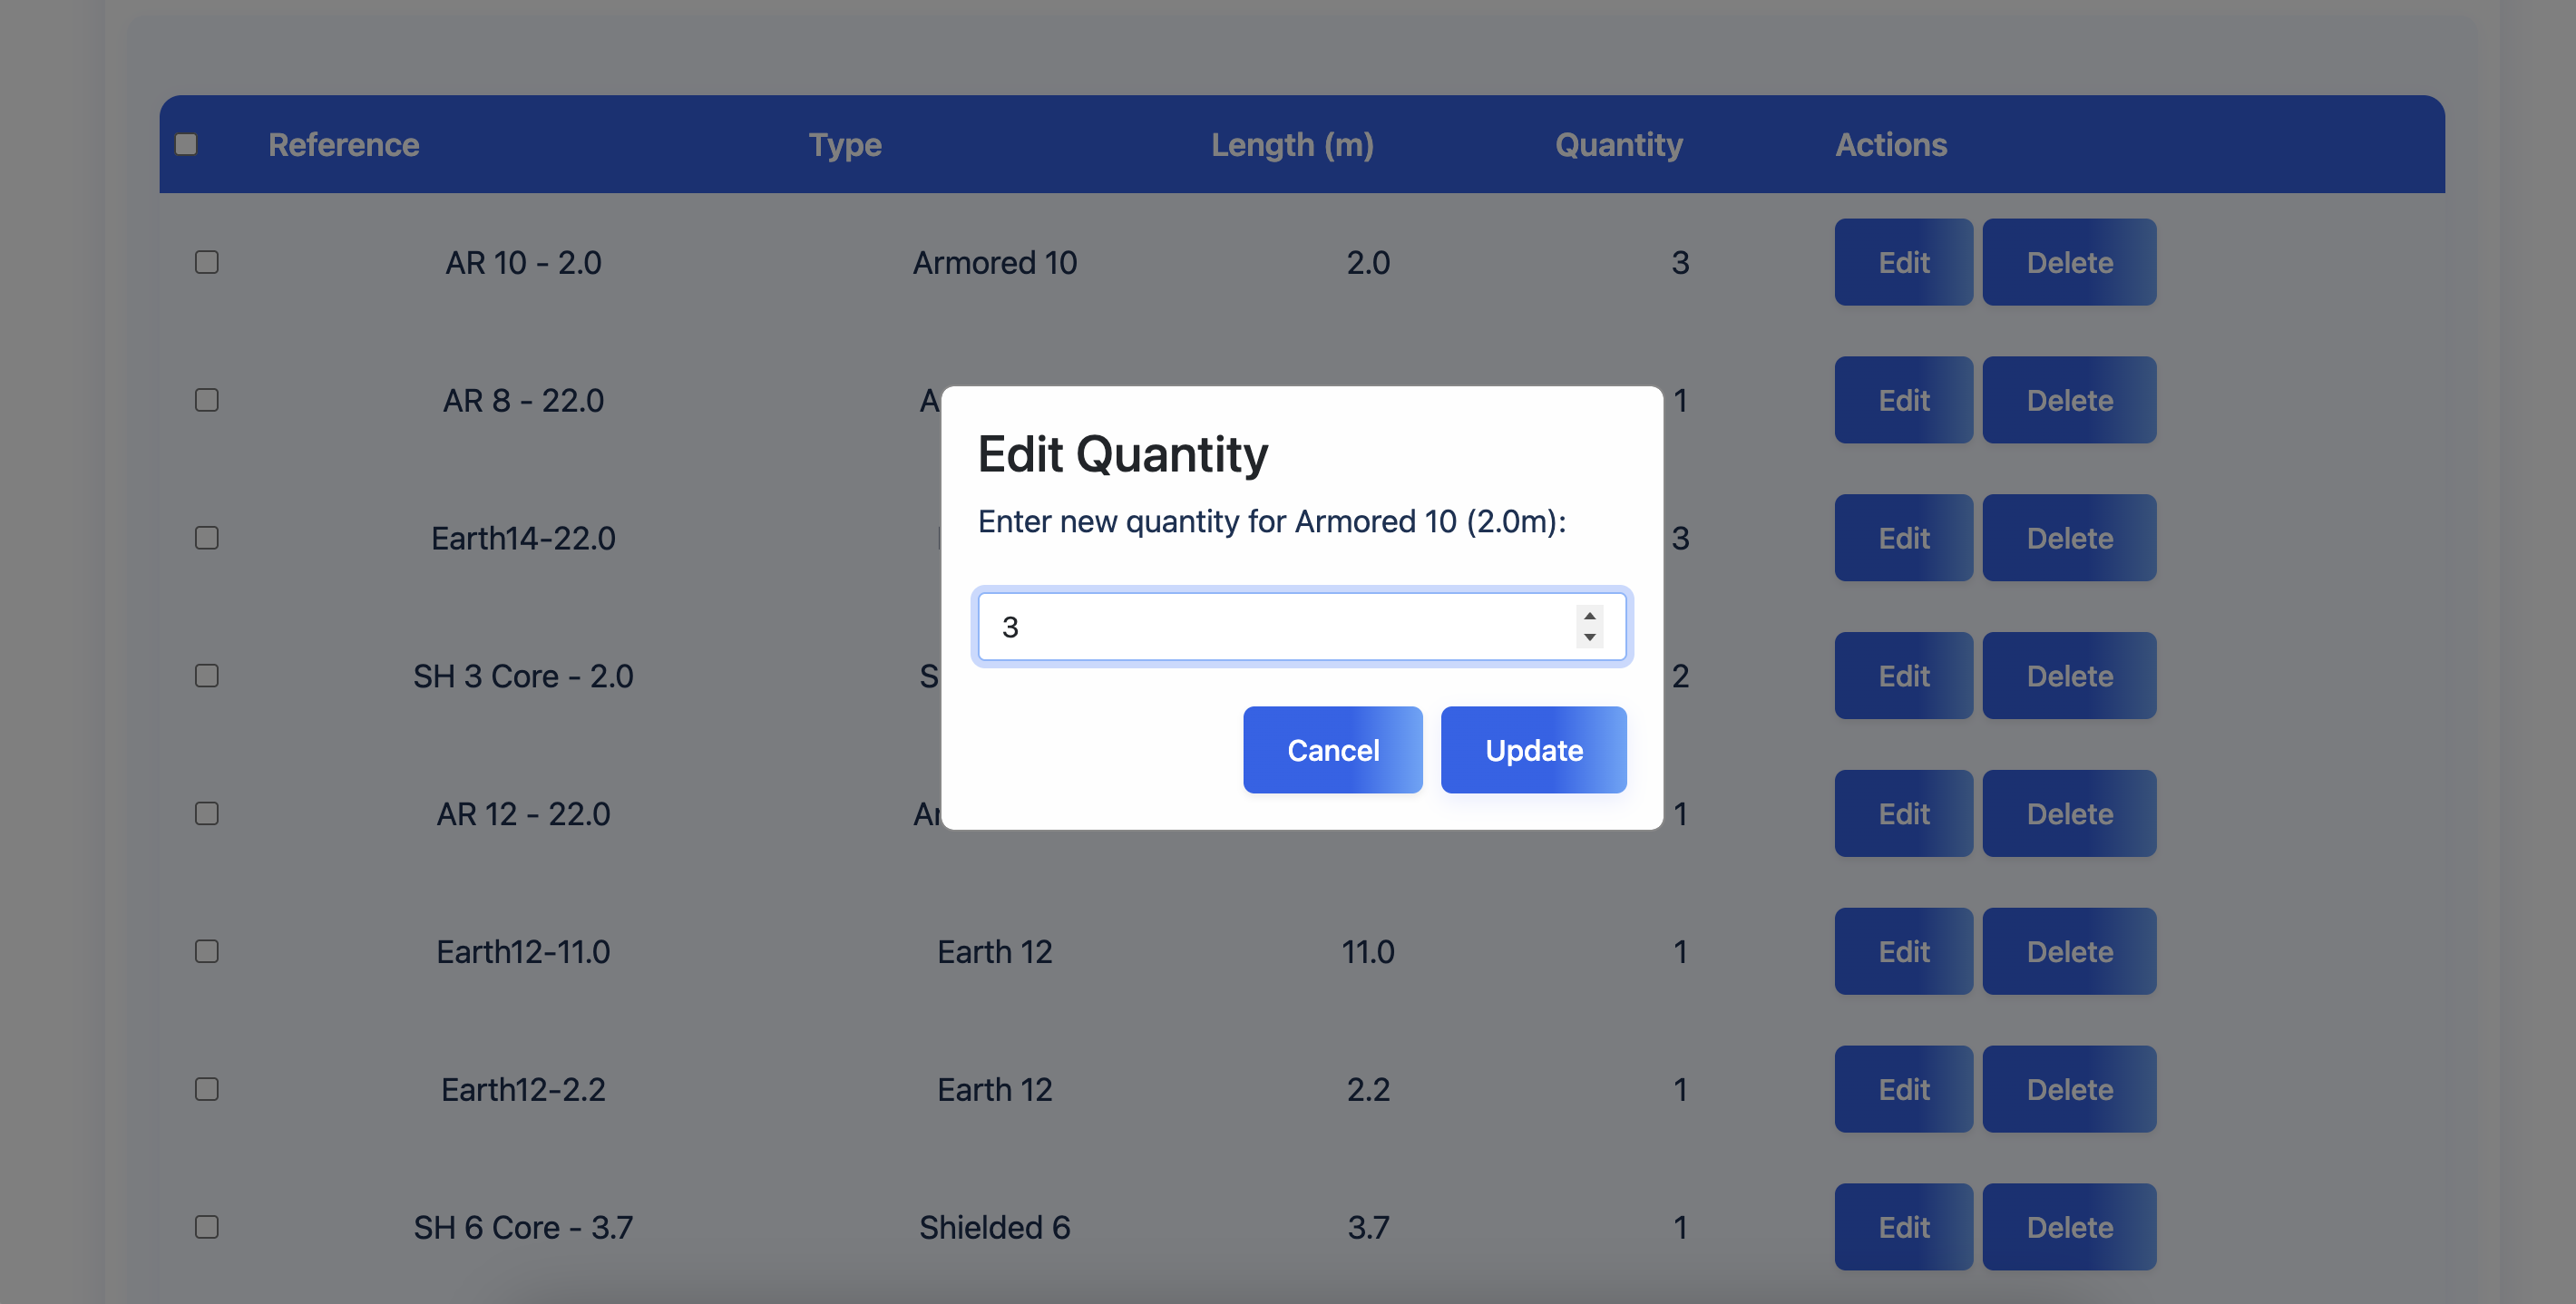 Reference Type Length (m) Quantity Actions
AR 10 - 2.0 Armored 10 2.0 3 Edit Delete
AR 8 - 22.0 1 Edit Delete
Earth14-22.0 3 Edit Delete
SH 3 Core - 2.0 2 Edit Delete
AR 12 - 22.0 1 Edit Delete
Earth12-11.0 Earth 12 11.0 1 Edit Delete
Earth12-2.2 Earth 12 2.2 1 Edit Delete
SH 6 Core - 3.7 Shielded 6 3.7 1 Edit Delete
Edit Quantity
Enter new quantity for Armored 10 (2.0m):
3
Cancel Update